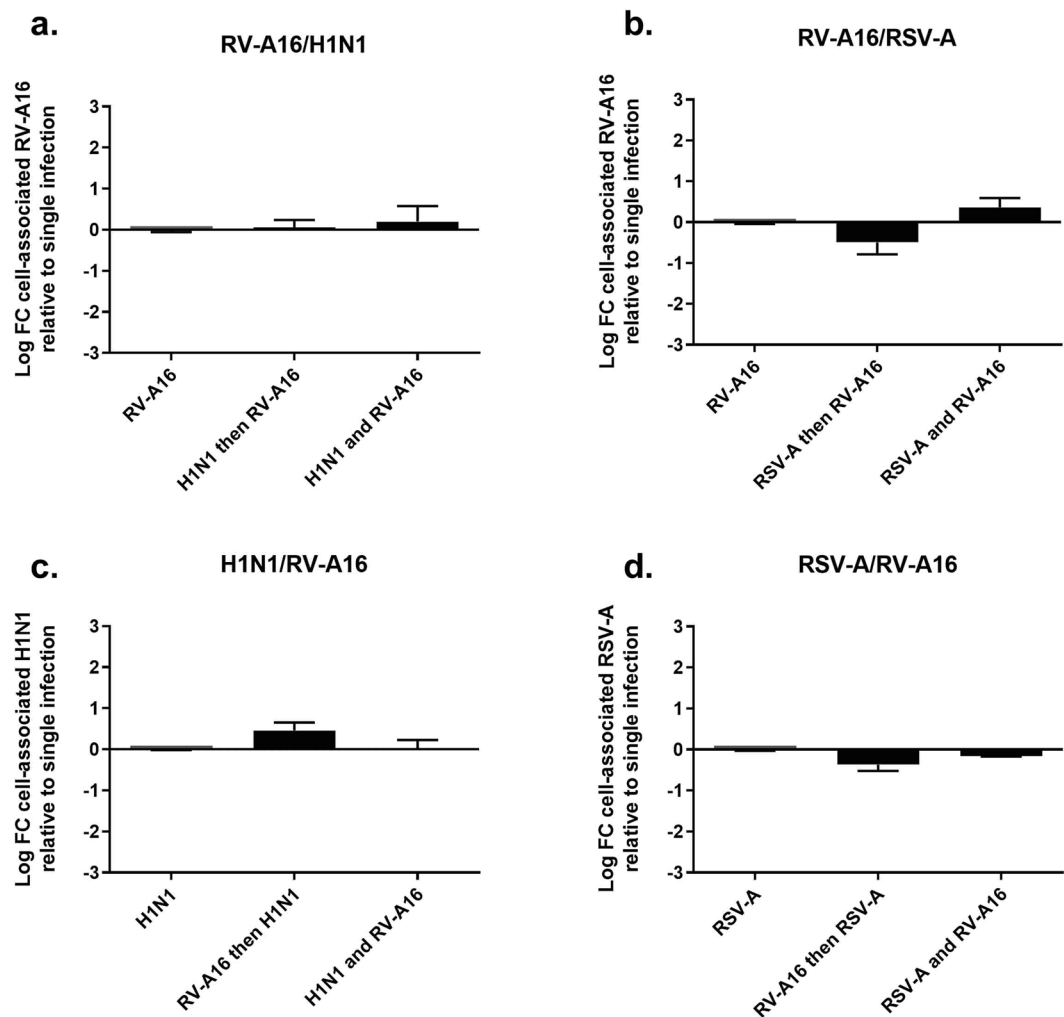 a.
RV-A16/H1N1
Log FC cell-associated RV-A16
relative to single infection
3
2
1
0
-1
-2
-3
RV-A16
H1N1 then RV-A16
H1N1 and RV-A16
b.
RV-A16/RSV-A
Log FC cell-associated RV-A16
relative to single infection
3
2
1
0
-1
-2
-3
RV-A16
RSV-A then RV-A16
RSV-A and RV-A16
c.
H1N1/RV-A16
Log FC cell-associated H1N1
relative to single infection
3
2
1
0
-1
-2
-3
H1N1
RV-A16 then H1N1
H1N1 and RV-A16
d.
RSV-A/RV-A16
Log FC cell-associated RSV-A
relative to single infection
3
2
1
0
-1
-2
-3
RSV-A
RV-A16 then RSV-A
RSV-A and RV-A16